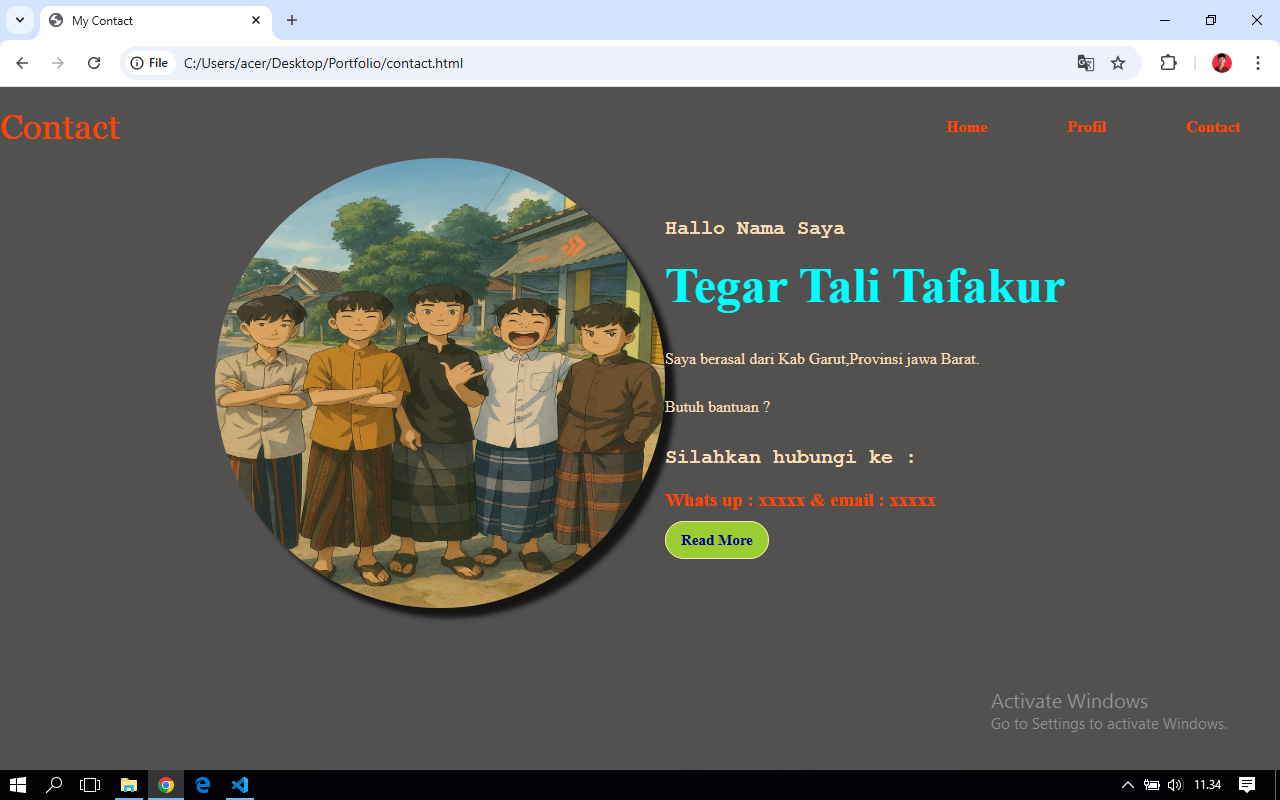 My Contact
File
C:/Users/acer/Desktop/Portfolio/contact.html
Contact
Home
Profil
Contact
Hallo Nama Saya
Tegar Tali Tafakur
Saya berasal dari Kab Garut,Provinsi jawa Barat.
Butuh bantuan ?
Silahkan hubungi ke :
Whats up : xxxxx & email : xxxxx
Read More
Activate Windows
Go to Settings to activate Windows.
11.34